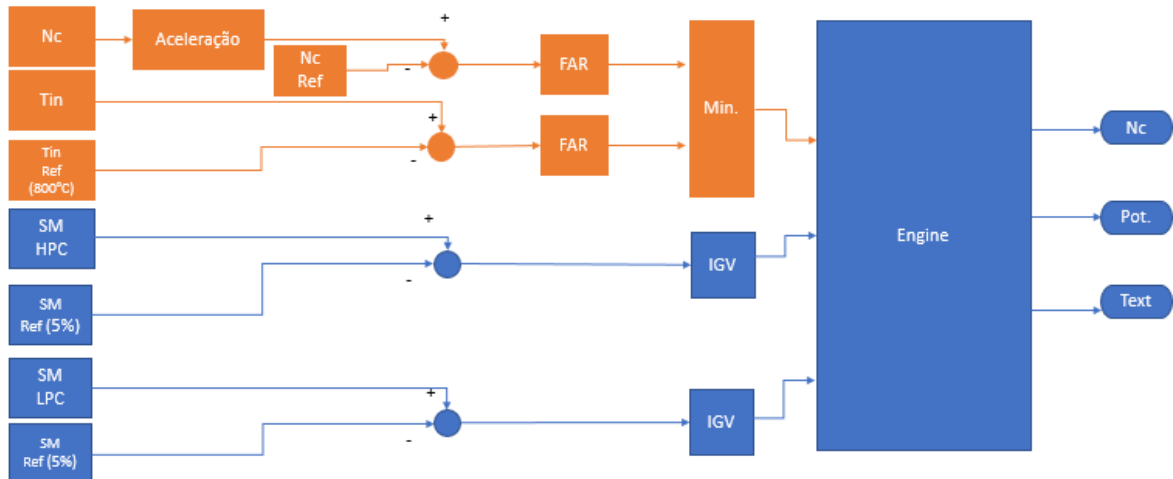 Nc
Aceleração
+
Nc
Ref
-
FAR
Tin
+
Min.
FAR
Tin
Ref
(800°C)
-
Nc
SM
HPC
+
Pot.
Engine
IGV
-
SM
Ref (5%)
Text
SM
LPC
+
IGV
SM
Ref (5%)
-